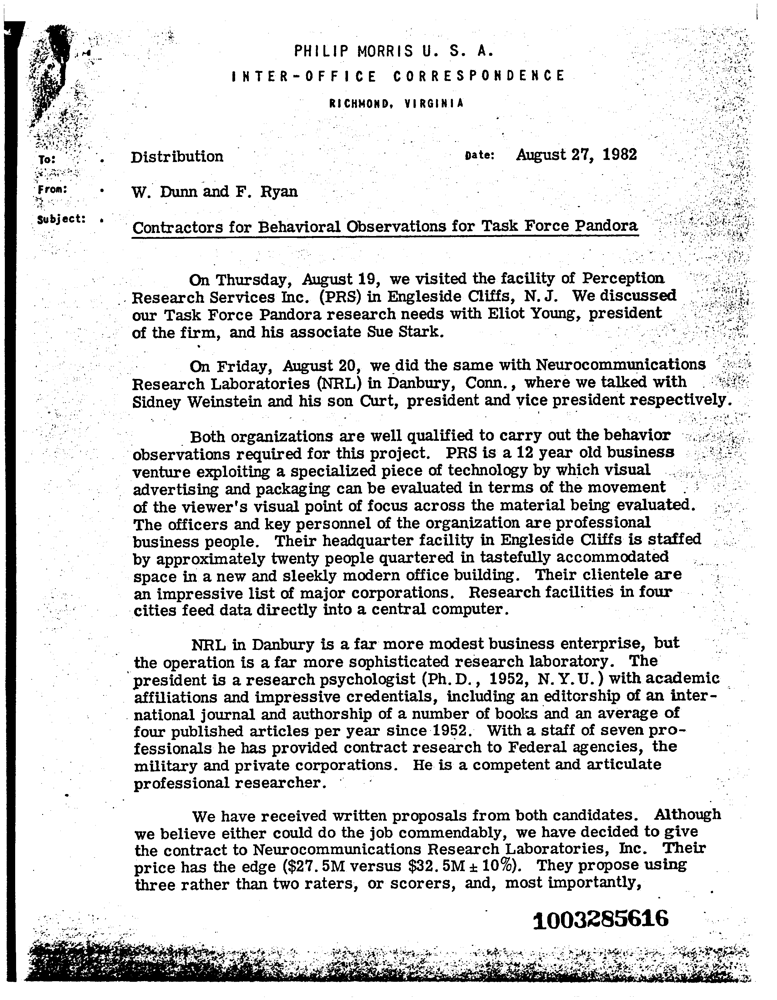 PHILIP MORRIS U. S. A.
INTER-OFFICE CORRESPONDENCE
RICHMOND, VIRGINIA
To: . Distribution Date: August 27, 1982
From: . W. Dunn and F. Ryan
Subject: . Contractors for Behavioral Observations for Task Force Pandora
On Thursday, August 19, we visited the facility of Perception
Research Services Inc. (PRS) in Engleside Cliffs, N.J. We discussed
our Task Force Pandora research needs with Eliot Young, president
of the firm, and his associate Sue Stark.
On Friday, August 20, we did the same with Neurocommunications
Research Laboratories (NRL) in Danbury, Conn., where we talked with
Sidney Weinstein and his son Curt, president and vice president respectively.
Both organizations are well qualified to carry out the behavior
observations required for this project. PRS is a 12 year old business
venture exploiting a specialized piece of technology by which visual
advertising and packaging can be evaluated in terms of the movement
of the viewer's visual point of focus across the material being evaluated.
The officers and key personnel of the organization are professional
business people. Their headquarter facility in Engleside Cliffs is staffed
by approximately twenty people quartered in tastefully accommodated
space in a new and sleekly modern office building. Their clientele are
an impressive list of major corporations. Research facilities in four
cities feed data directly into a central computer.
NRL in Danbury is a far more modest business enterprise, but
the operation is a far more sophisticated research laboratory. The
president is a research psychologist (Ph.D., 1952, N.Y.U.) with academic
affiliations and impressive credentials, including an editorship of an inter-
national journal and authorship of a number of books and an average of
four published articles per year since 1952. With a staff of seven pro-
fessionals he has provided contract research to Federal agencies, the
military and private corporations. He is a competent and articulate
professional researcher.
We have received written proposals from both candidates. Although
we believe either could do the job commendably, we have decided to give
the contract to Neurocommunications Research Laboratories, Inc. Their
price has the edge ($27.5M versus $32.5M ± 10%). They propose using
three rather than two raters, or scorers, and, most importantly,
1003285616